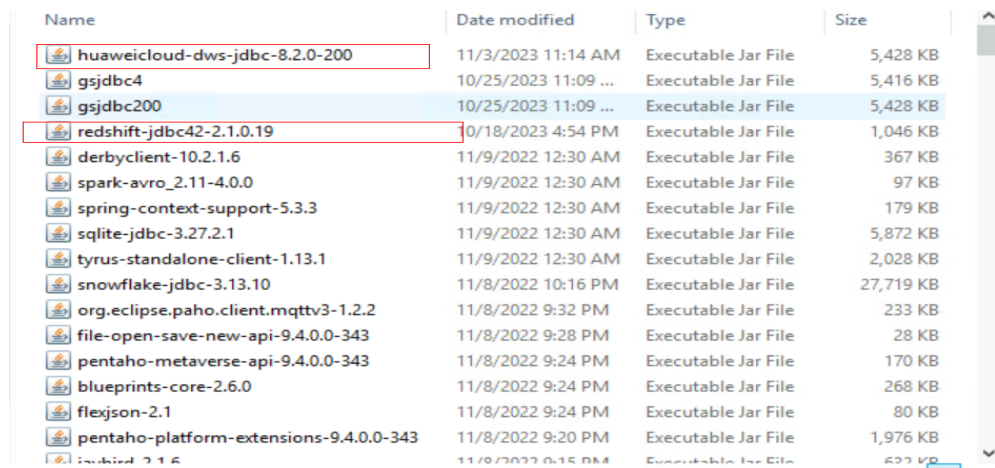 Name Date modified Type Size
huaweicloud-dws-jdbc-8.2.0-200 11/3/2023 11:14 AM Executable Jar File 5,428 KB
gsjdbc4 10/25/2023 11:09 ... Executable Jar File 5,416 KB
gsjdbc200 10/25/2023 11:09 ... Executable Jar File 5,428 KB
redshift-jdbc42-2.1.0.19 10/18/2023 4:54 PM Executable Jar File 1,046 KB
derbyclient-10.2.1.6 11/9/2022 12:30 AM Executable Jar File 367 KB
spark-avro_2.11-4.0.0 11/9/2022 12:30 AM Executable Jar File 97 KB
spring-context-support-5.3.3 11/9/2022 12:30 AM Executable Jar File 179 KB
sqlite-jdbc-3.27.2.1 11/9/2022 12:30 AM Executable Jar File 5,872 KB
tyrus-standalone-client-1.13.1 11/9/2022 12:30 AM Executable Jar File 2,028 KB
snowflake-jdbc-3.13.10 11/8/2022 10:16 PM Executable Jar File 27,719 KB
org.eclipse.paho.client.mqttv3-1.2.2 11/8/2022 9:32 PM Executable Jar File 233 KB
file-open-save-new-api-9.4.0.0-343 11/8/2022 9:28 PM Executable Jar File 28 KB
pentaho-metaverse-api-9.4.0.0-343 11/8/2022 9:24 PM Executable Jar File 170 KB
blueprints-core-2.6.0 11/8/2022 9:24 PM Executable Jar File 268 KB
flexjson-2.1 11/8/2022 9:24 PM Executable Jar File 80 KB
pentaho-platform-extensions-9.4.0.0-343 11/8/2022 9:20 PM Executable Jar File 1,976 KB
11/8/2022 9:15 PM Executable Jar File